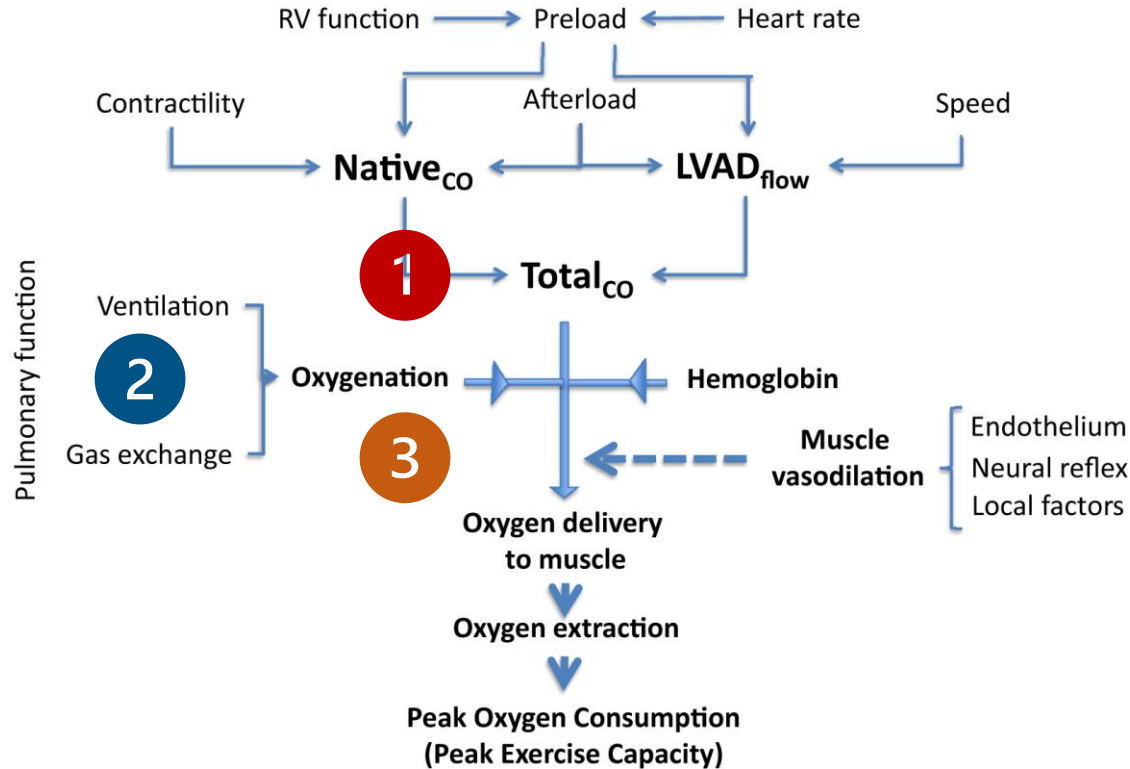 RV function
Preload
Heart rate
Contractility
Afterload
Speed
NativeCO
LVADflow
1
TotalCO
Pulmonary function
Ventilation
2
Oxygenation
Hemoglobin
Gas exchange
3
Muscle
vasodilation
Endothelium
Neural reflex
Local factors
Oxygen delivery
to muscle
Oxygen extraction
Peak Oxygen Consumption
(Peak Exercise Capacity)